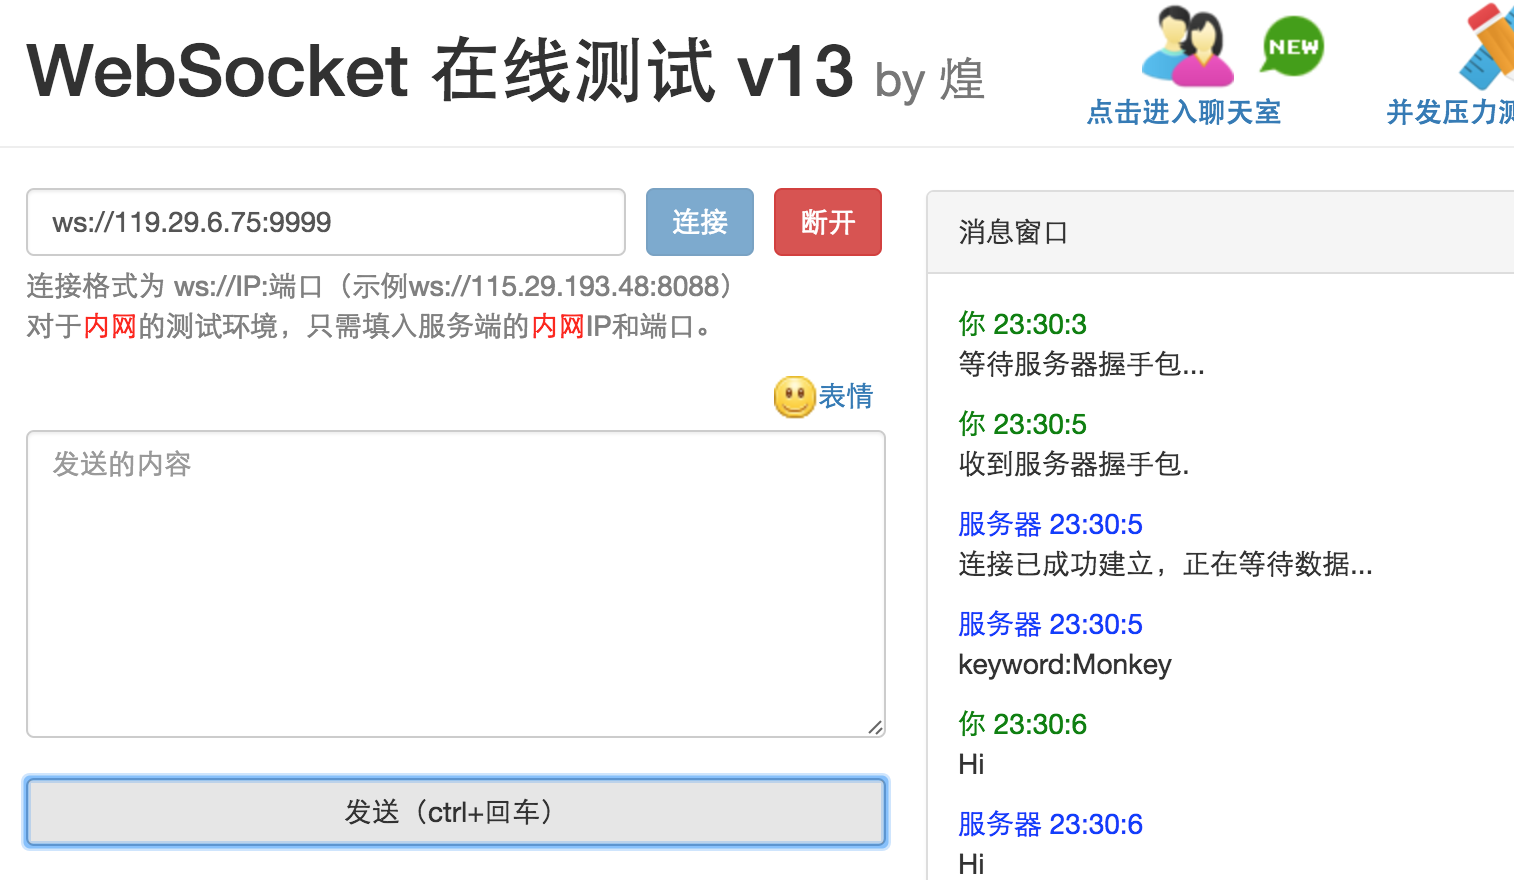 WebSocket 在线测试 v13 by 煌
NEW
点击进入聊天室
并发压力测
ws://119.29.6.75:9999
连接
断开
连接格式为 ws://IP:端口（示例ws://115.29.193.48:8088）
对于内网的测试环境，只需填入服务端的内网IP和端口。
表情
发送的内容
发送（ctrl+回车）
消息窗口
你 23:30:3
等待服务器握手包...
你 23:30:5
收到服务器握手包.
服务器 23:30:5
连接已成功建立，正在等待数据...
服务器 23:30:5
keyword:Monkey
你 23:30:6
Hi
服务器 23:30:6
Hi